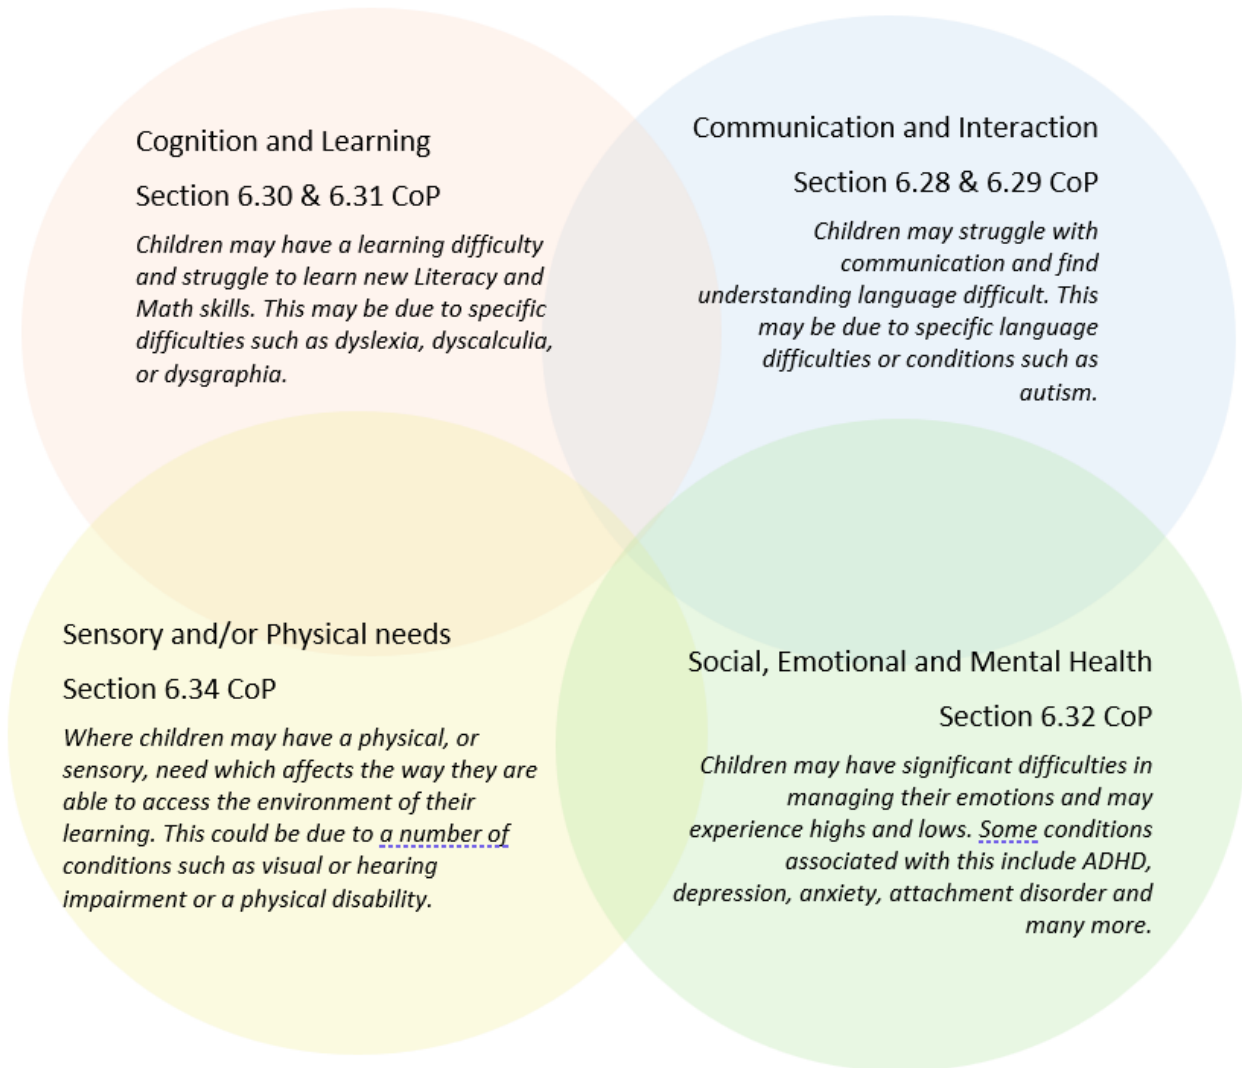 Cognition and Learning
Section 6.30 & 6.31 CoP
Children may have a learning difficulty
and struggle to learn new Literacy and
Math skills. This may be due to specific
difficulties such as dyslexia, dyscalculia,
or dysgraphia.
Communication and Interaction
Section 6.28 & 6.29 CoP
Children may struggle with
communication and find
understanding language difficult. This
may be due to specific language
difficulties or conditions such as
autism.
Sensory and/or Physical needs
Section 6.34 CoP
Where children may have a physical, or
sensory, need which affects the way they are
able to access the environment of their
learning. This could be due to a number of
conditions such as visual or hearing
impairment or a physical disability.
Social, Emotional and Mental Health
Section 6.32 CoP
Children may have significant difficulties in
managing their emotions and may
experience highs and lows. Some conditions
associated with this include ADHD,
depression, anxiety, attachment disorder and
many more.